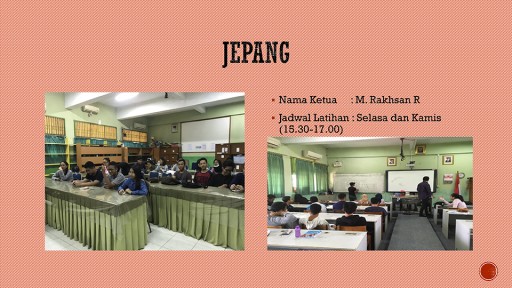 JEPANG
Nama Ketua : M. Rakhsan R
Jadwal Latihan : Selasa dan Kamis
(15.30-17.00)